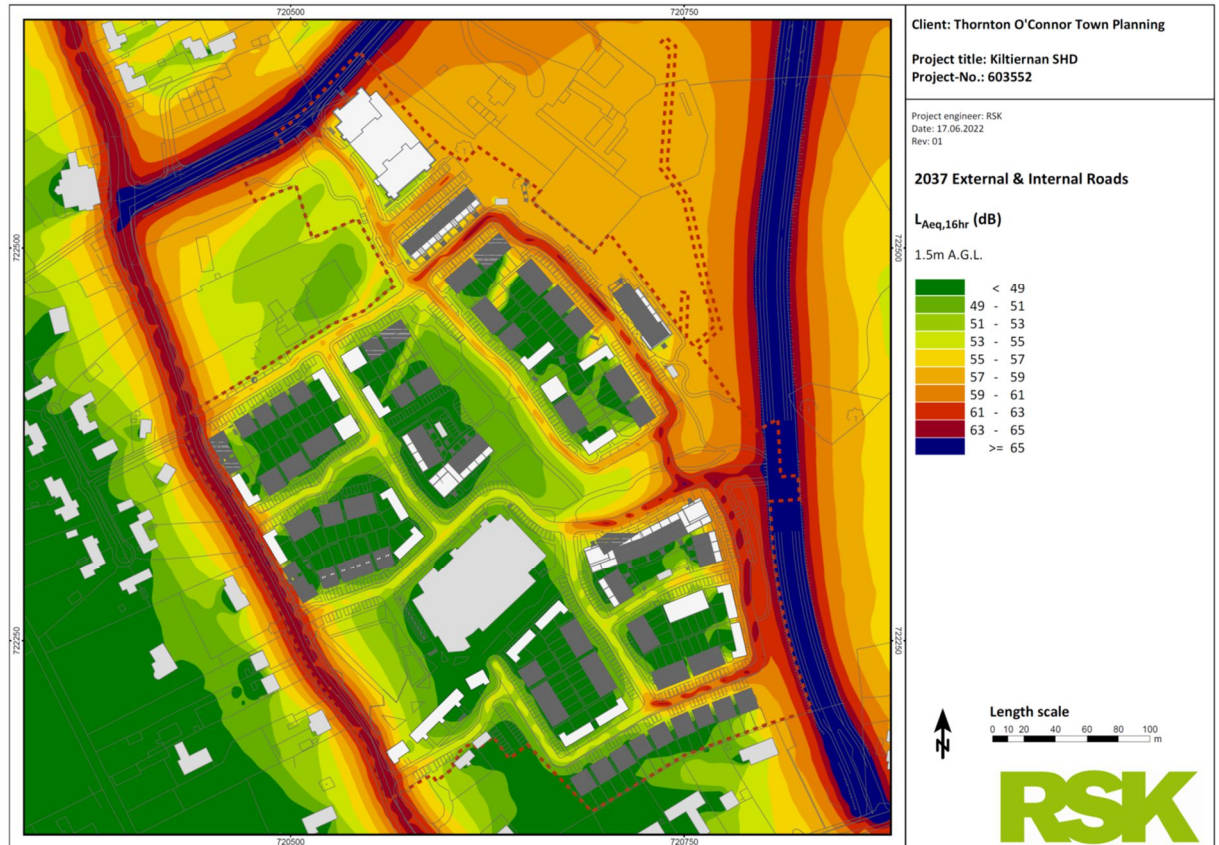 720500
720750
722500
722500
722250
722250
720500
720750
Client: Thornton O'Connor Town Planning
Project title: Kiltiernan SHD
Project-No.: 603552
Project engineer: RSK
Date: 17.06.2022
Rev: 01
2037 External & Internal Roads
LAeq,16hr (dB)
1.5m A.G.L.
< 49
49 - 51
51 - 53
53 - 55
55 - 57
57 - 59
59 - 61
61 - 63
63 - 65
>= 65
N
Length scale
0 10 20 40 60 80 100
m
RSK